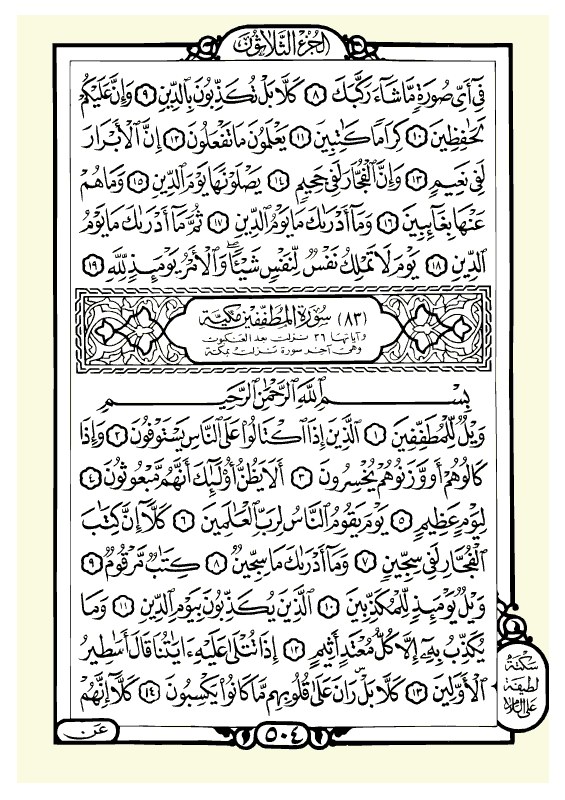 الجزء الثلاثون
فِىٓ أَىِّ صُورَةٍ مَّا شَآءَ رَكَّبَكَ ٨ كَلَّا بَلْ تُكَذِّبُونَ بِٱلدِّينِ ٩ وَإِنَّ عَلَيْكُمْ
لَحَٰفِظِينَ ١٠ كِرَامًا كَٰتِبِينَ ١١ يَعْلَمُونَ مَا تَفْعَلُونَ ١٢ إِنَّ ٱلْأَبْرَارَ
لَفِى نَعِيمٍ ١٣ وَإِنَّ ٱلْفُجَّارَ لَفِى جَحِيمٍ ١٤ يَصْلَوْنَهَا يَوْمَ ٱلدِّينِ ١٥ وَمَا هُمْ
عَنْهَا بِغَآئِبِينَ ١٦ وَمَآ أَدْرَىٰكَ مَا يَوْمُ ٱلدِّينِ ١٧ ثُمَّ مَآ أَدْرَىٰكَ مَا يَوْمُ
ٱلدِّينِ ١٨ يَوْمَ لَا تَمْلِكُ نَفْسٌ لِّنَفْسٍ شَيْـًٔا ۖ وَٱلْأَمْرُ يَوْمَئِذٍ لِّلَّهِ ١٩
(٨٣) سورة المطففين مكية
وآياتها ٣٦ نزلت بعد العنكبوت
وهى آخر سورة نزلت بمكة
بِسْمِ ٱللَّهِ ٱلرَّحْمَٰنِ ٱلرَّحِيمِ
وَيْلٌ لِّلْمُطَفِّفِينَ ١ ٱلَّذِينَ إِذَا ٱكْتَالُوا۟ عَلَى ٱلنَّاسِ يَسْتَوْفُونَ ٢ وَإِذَا
كَالُوهُمْ أَو وَّزَنُوهُمْ يُخْسِرُونَ ٣ أَلَا يَظُنُّ أُو۟لَٰٓئِكَ أَنَّهُم مَّبْعُوثُونَ ٤
لِيَوْمٍ عَظِيمٍ ٥ يَوْمَ يَقُومُ ٱلنَّاسُ لِرَبِّ ٱلْعَٰلَمِينَ ٦ كَلَّآ إِنَّ كِتَٰبَ
ٱلْفُجَّارِ لَفِى سِجِّينٍ ٧ وَمَآ أَدْرَىٰكَ مَا سِجِّينٌ ٨ كِتَٰبٌ مَّرْقُومٌ ٩
وَيْلٌ يَوْمَئِذٍ لِّلْمُكَذِّبِينَ ١٠ ٱلَّذِينَ يُكَذِّبُونَ بِيَوْمِ ٱلدِّينِ ١١ وَمَا
يُكَذِّبُ بِهِۦٓ إِلَّا كُلُّ مُعْتَدٍ أَثِيمٍ ١٢ إِذَا تُتْلَىٰ عَلَيْهِ ءَايَٰتُنَا قَالَ أَسَٰطِيرُ
ٱلْأَوَّلِينَ ١٣ كَلَّا ۖ بَلْ ۜ رَانَ عَلَىٰ قُلُوبِهِم مَّا كَانُوا۟ يَكْسِبُونَ ١٤ كَلَّآ إِنَّهُمْ
سكتة
لطيفة
على اللام
٥٠٤
عَن